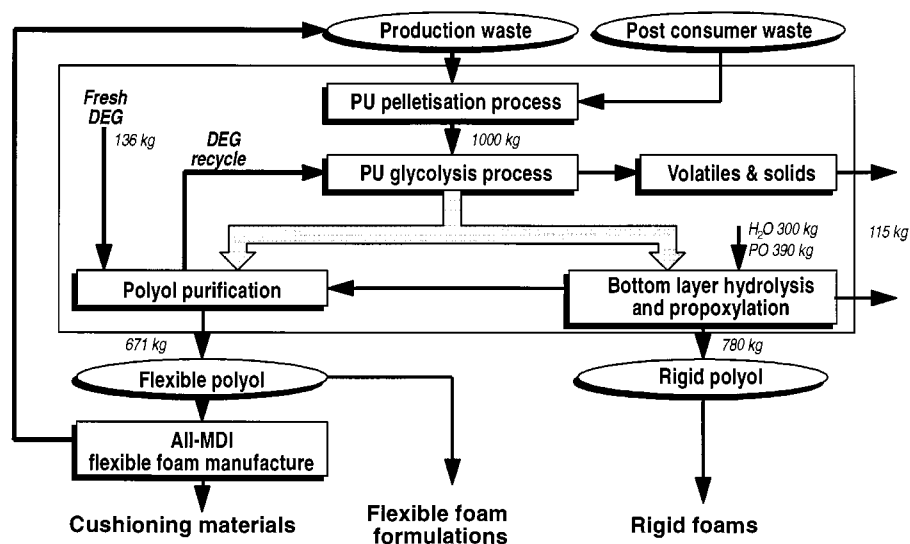 Production waste
Post consumer waste
PU pelletisation process
Fresh
DEG
136 kg
DEG
recycle
1000 kg
PU glycolysis process
Volatiles & solids
H₂O 300 kg
PO 390 kg
115 kg
Polyol purification
Bottom layer hydrolysis
and propoxylation
671 kg
780 kg
Flexible polyol
Rigid polyol
All-MDI
flexible foam manufacture
Cushioning materials
Flexible foam
formulations
Rigid foams